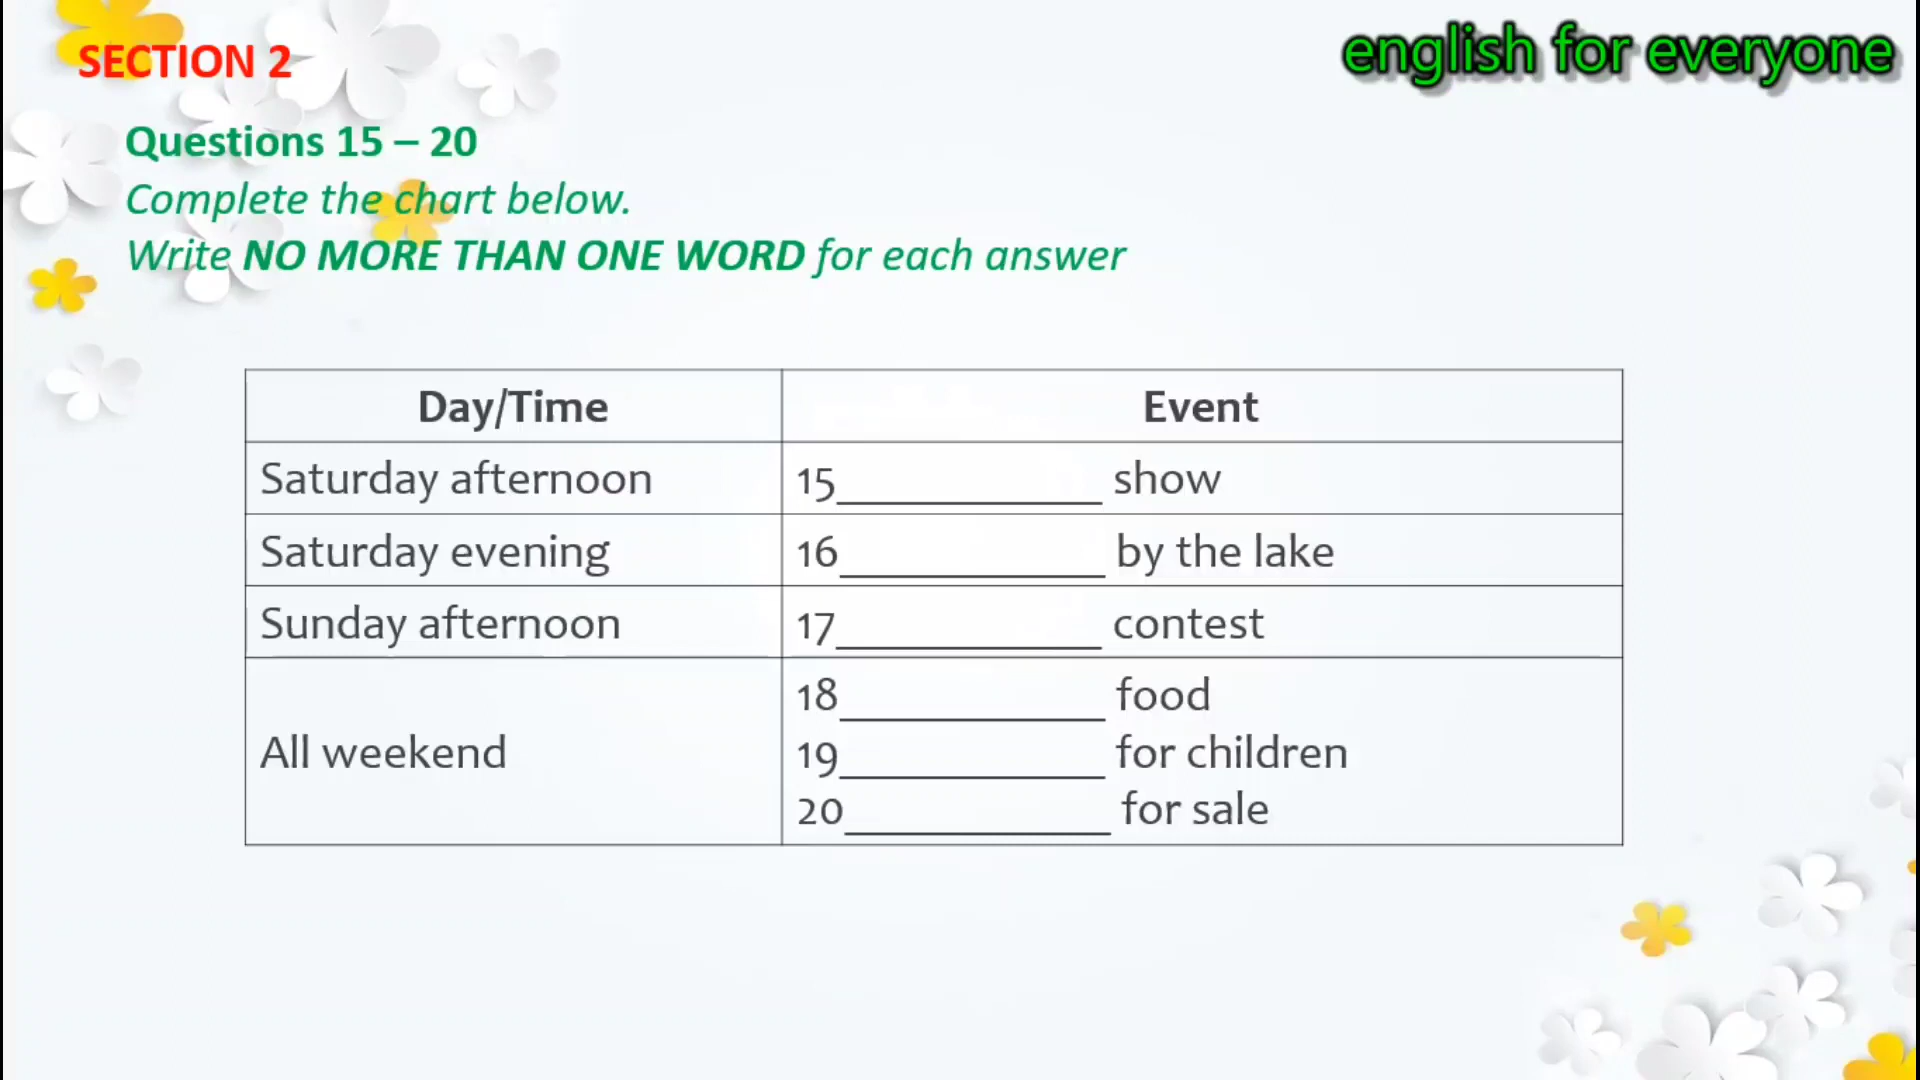 SECTION 2
english for everyone
Questions 15 – 20
Complete the chart below.
Write NO MORE THAN ONE WORD for each answer
Day/Time Event
Saturday afternoon 15____________ show
Saturday evening 16____________ by the lake
Sunday afternoon 17____________ contest
18____________ food
All weekend 19____________ for children
20____________ for sale